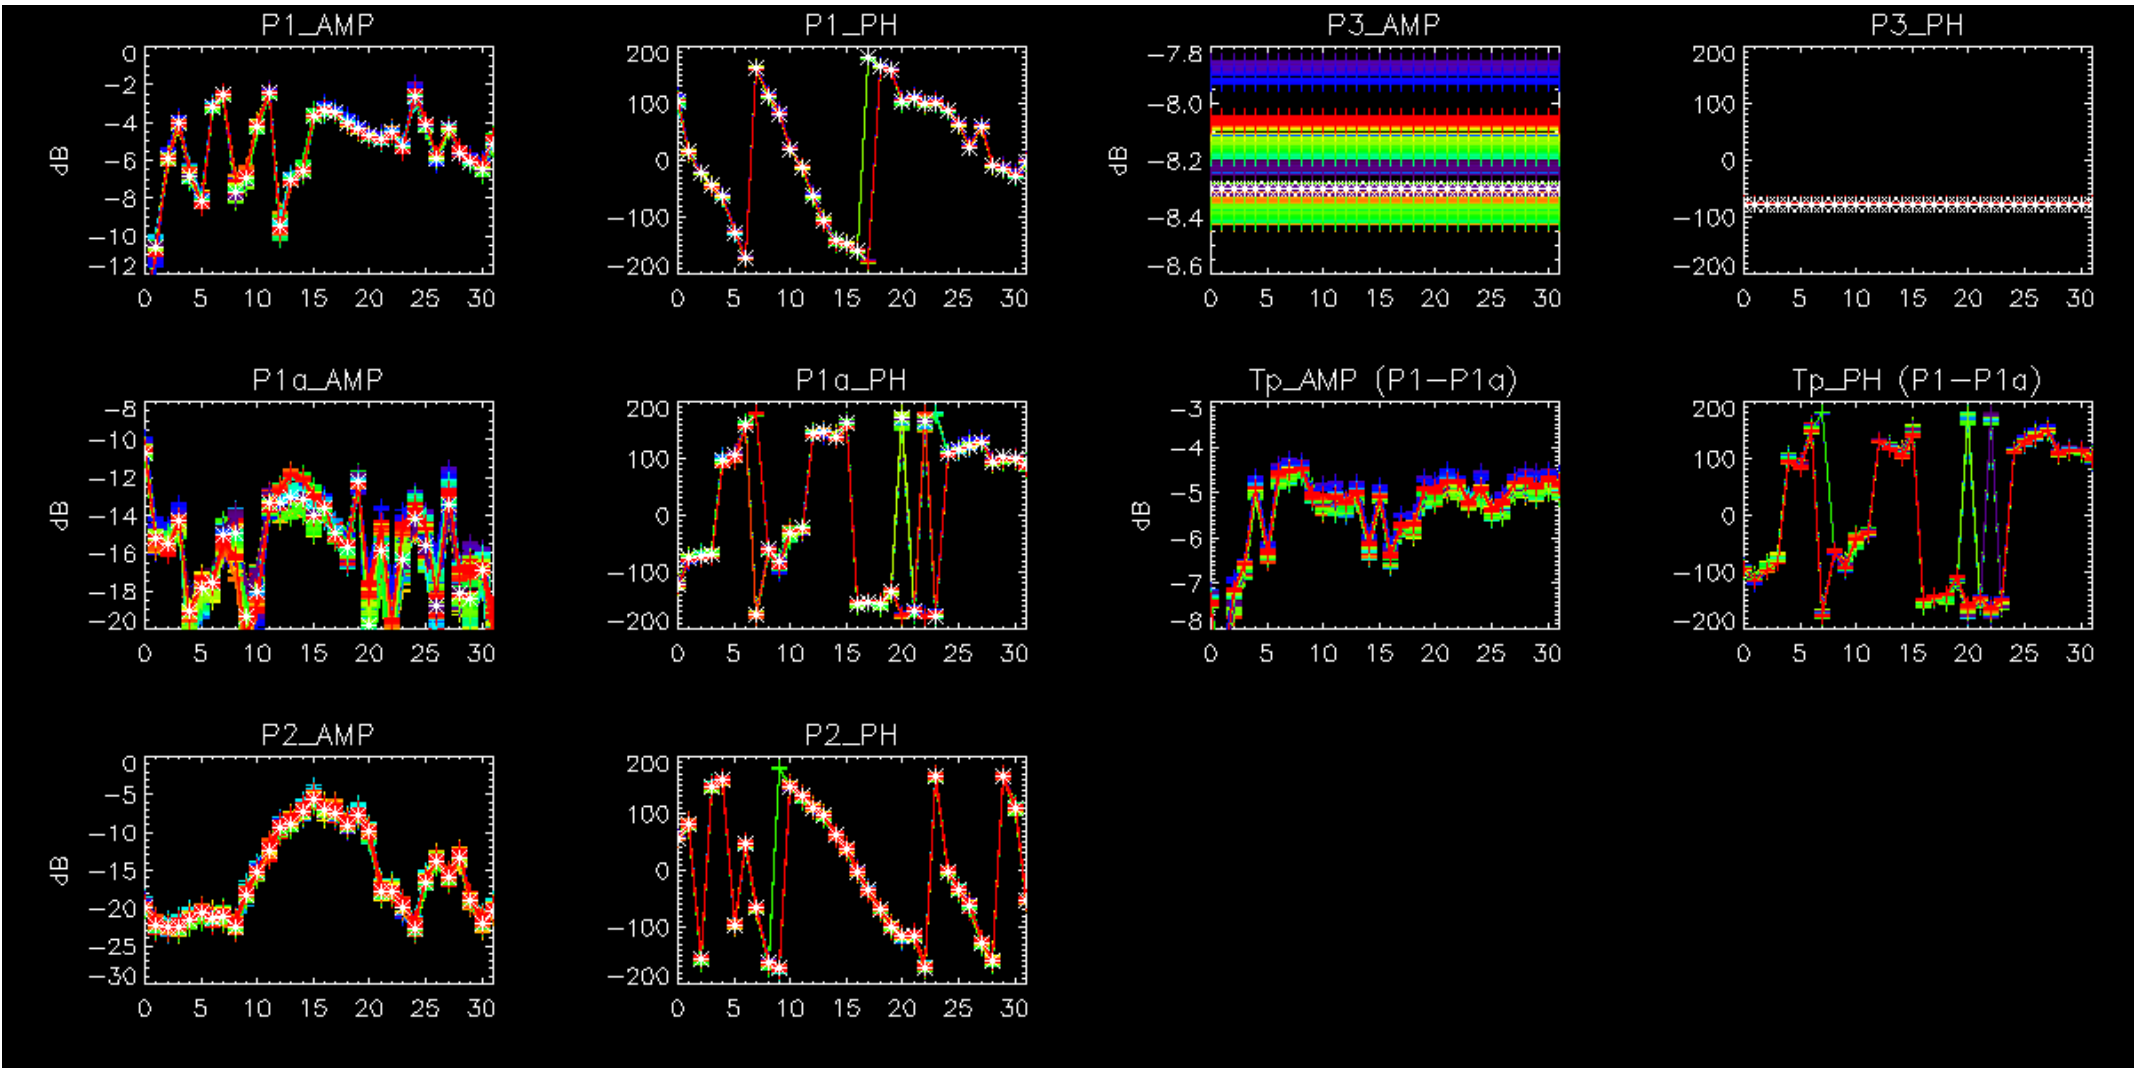 P1_AMP
dB
0
-2
-4
-6
-8
-10
-12
0 5 10 15 20 25 30
P1_PH
200
100
0
-100
-200
0 5 10 15 20 25 30
P3_AMP
dB
-7.8
-8.0
-8.2
-8.4
-8.6
0 5 10 15 20 25 30
P3_PH
200
100
0
-100
-200
0 5 10 15 20 25 30
P1a_AMP
dB
-8
-10
-12
-14
-16
-18
-20
0 5 10 15 20 25 30
P1a_PH
200
100
0
-100
-200
0 5 10 15 20 25 30
Tp_AMP (P1-P1a)
dB
-3
-4
-5
-6
-7
-8
0 5 10 15 20 25 30
Tp_PH (P1-P1a)
200
100
0
-100
-200
0 5 10 15 20 25 30
P2_AMP
dB
0
-5
-10
-15
-20
-25
-30
0 5 10 15 20 25 30
P2_PH
200
100
0
-100
-200
0 5 10 15 20 25 30